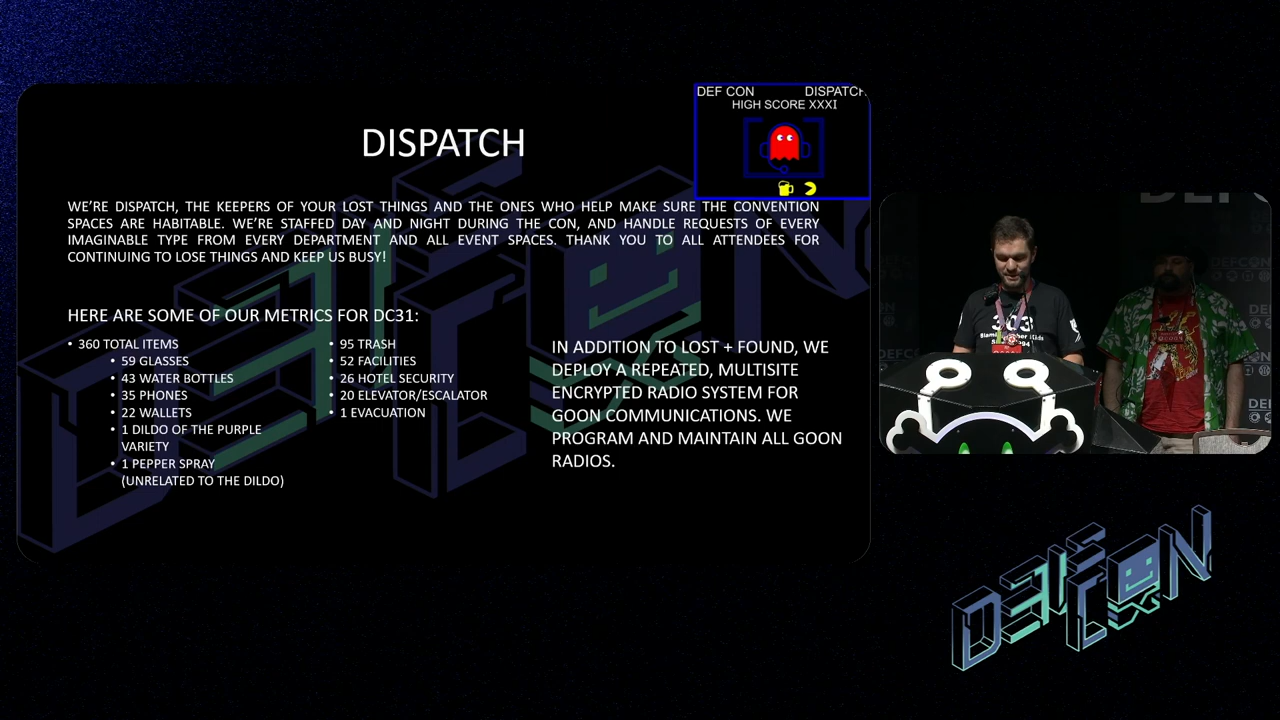 DEF CON DISPATCH
HIGH SCORE XXXI
DISPATCH
WE'RE DISPATCH, THE KEEPERS OF YOUR LOST THINGS AND THE ONES WHO HELP MAKE SURE THE CONVENTION
SPACES ARE HABITABLE. WE'RE STAFFED DAY AND NIGHT DURING THE CON, AND HANDLE REQUESTS OF EVERY
IMAGINABLE TYPE FROM EVERY DEPARTMENT AND ALL EVENT SPACES. THANK YOU TO ALL ATTENDEES FOR
CONTINUING TO LOSE THINGS AND KEEP US BUSY!
HERE ARE SOME OF OUR METRICS FOR DC31:
• 360 TOTAL ITEMS
• 59 GLASSES
• 43 WATER BOTTLES
• 35 PHONES
• 22 WALLETS
• 1 DILDO OF THE PURPLE
VARIETY
• 1 PEPPER SPRAY
(UNRELATED TO THE DILDO)
• 95 TRASH
• 52 FACILITIES
• 26 HOTEL SECURITY
• 20 ELEVATOR/ESCALATOR
• 1 EVACUATION
IN ADDITION TO LOST + FOUND, WE
DEPLOY A REPEATED, MULTISITE
ENCRYPTED RADIO SYSTEM FOR
GOON COMMUNICATIONS. WE
PROGRAM AND MAINTAIN ALL GOON
RADIOS.
303
DEF CON